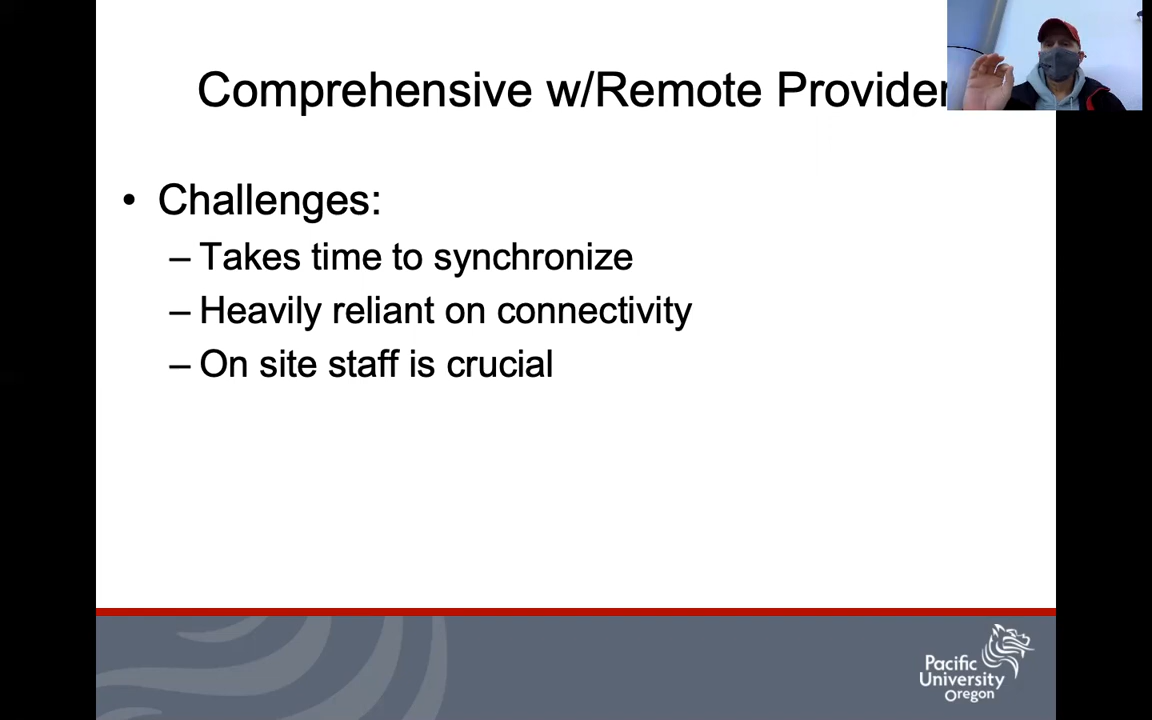 Comprehensive w/Remote Provider
• Challenges:
– Takes time to synchronize
– Heavily reliant on connectivity
– On site staff is crucial
Pacific
University
Oregon